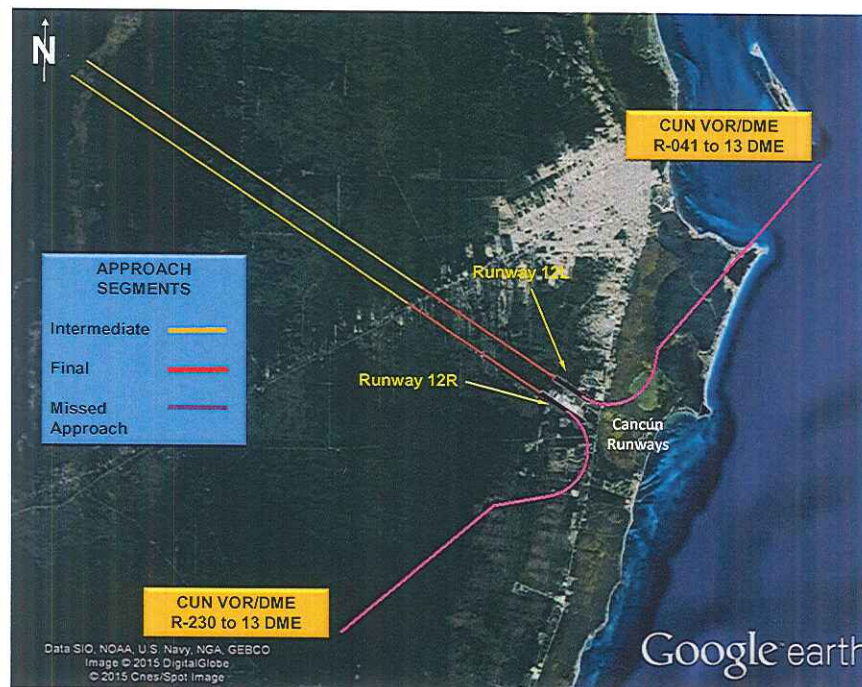 N
CUN VOR/DME
R-041 to 13 DME
APPROACH
SEGMENTS
Intermediate
Final
Missed
Approach
Runway 12L
Runway 12R
Cancún
Runways
CUN VOR/DME
R-230 to 13 DME
Data SIO, NOAA, U.S. Navy, NGA, GEBCO
Image © 2015 DigitalGlobe
© 2015 Cnes/Spot Image
Google earth